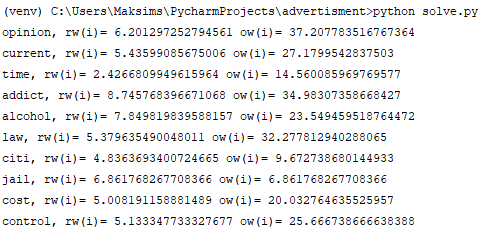 (venv) C:\Users\Maksims\PycharmProjects\advertisment>python solve.py
opinion, rw(i)= 6.201297252794561 ow(i)= 37.207783516767364
current, rw(i)= 5.43599085675006 ow(i)= 27.1799542837503
time, rw(i)= 2.4266809949615964 ow(i)= 14.560085969769577
addict, rw(i)= 8.745768396671068 ow(i)= 34.98307358668427
alcohol, rw(i)= 7.849819839588157 ow(i)= 23.549459518764472
law, rw(i)= 5.379635490048011 ow(i)= 32.277812940288065
citi, rw(i)= 4.8363693400724665 ow(i)= 9.672738680144933
jail, rw(i)= 6.861768267708366 ow(i)= 6.861768267708366
cost, rw(i)= 5.008191158881489 ow(i)= 20.032764635525957
control, rw(i)= 5.133347733327677 ow(i)= 25.666738666638388